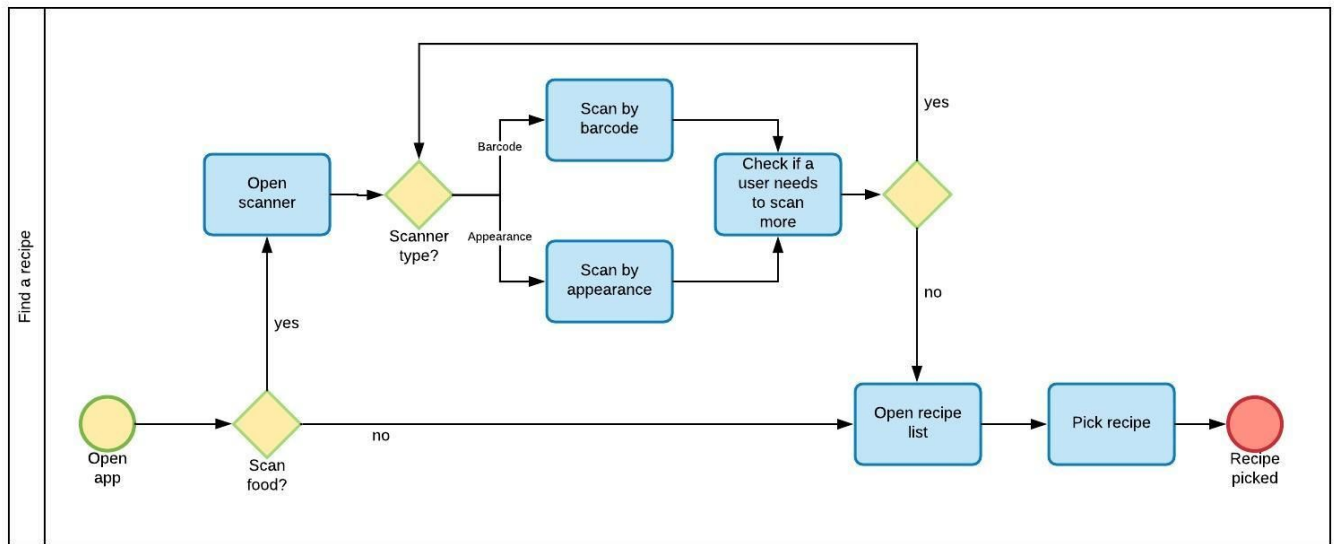 Find a recipe
yes
Scan by
barcode
Barcode
Open
scanner
Check if a
user needs
to scan
more
Scanner
type?
Appearance
Scan by
appearance
yes
no
Open
app
Scan
food?
no
Open recipe
list
Pick recipe
Recipe
picked